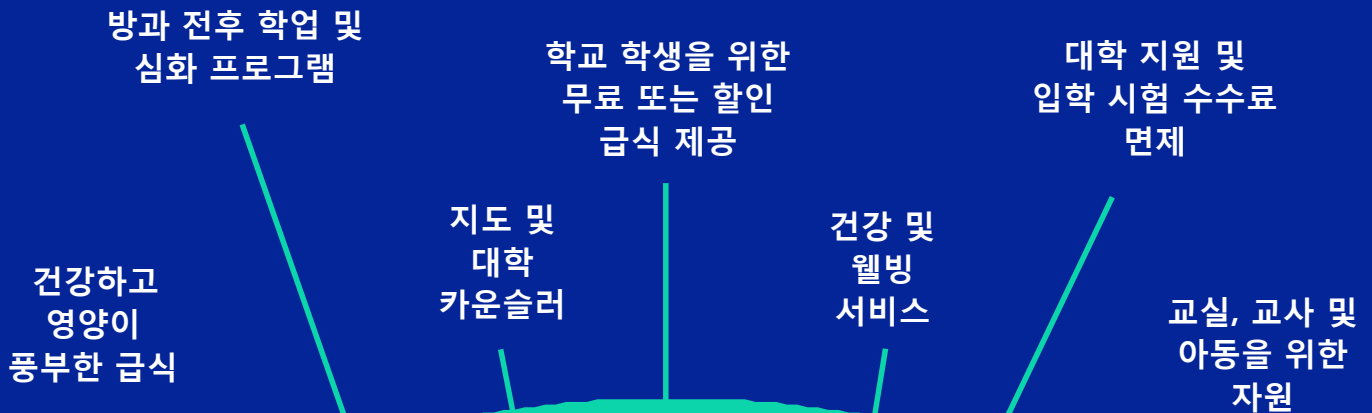 방과 전후 학업 및
심화 프로그램
학교 학생을 위한
무료 또는 할인
급식 제공
대학 지원 및
입학 시험 수수료
면제
지도 및
대학
카운슬러
건강 및
웰빙
서비스
건강하고
영양이
풍부한 급식
교실, 교사 및
아동을 위한
자원